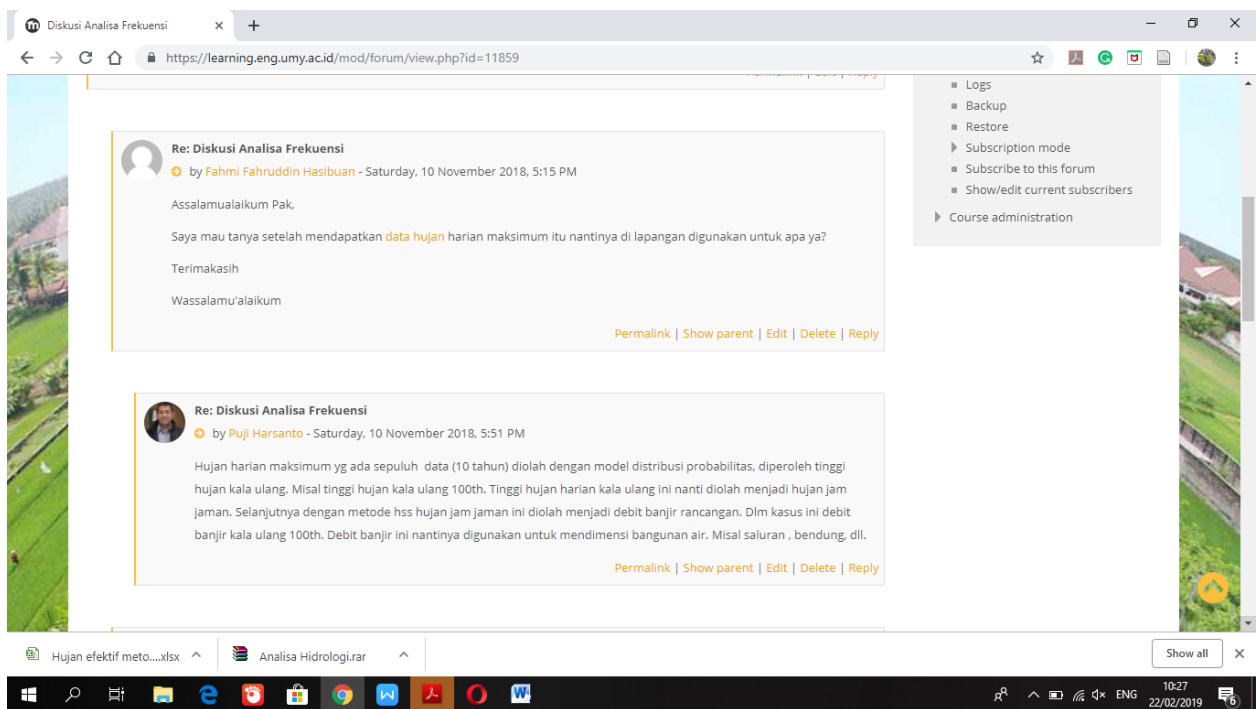 Diskusi Analisa Frekuensi
https://learning.eng.umy.ac.id/mod/forum/view.php?id=11859
Logs
Backup
Restore
Subscription mode
Subscribe to this forum
Show/edit current subscribers
Course administration
Re: Diskusi Analisa Frekuensi
by Fahmi Fahruddin Hasibuan - Saturday, 10 November 2018, 5:15 PM
Assalamualaikum Pak,
Saya mau tanya setelah mendapatkan data hujan harian maksimum itu nantinya di lapangan digunakan untuk apa ya?
Terimakasih
Wassalamu'alaikum
Permalink | Show parent | Edit | Delete | Reply
Re: Diskusi Analisa Frekuensi
by Puji Harsanto - Saturday, 10 November 2018, 5:51 PM
Hujan harian maksimum yg ada sepuluh data (10 tahun) diolah dengan model distribusi probabilitas, diperoleh tinggi
hujan kala ulang. Misal tinggi hujan kala ulang 100th. Tinggi hujan harian kala ulang ini nanti diolah menjadi hujan jam
jaman. Selanjutnya dengan metode hss hujan jam jaman ini diolah menjadi debit banjir rancangan. Dlm kasus ini debit
banjir kala ulang 100th. Debit banjir ini nantinya digunakan untuk mendimensi bangunan air. Misal saluran , bendung, dll.
Permalink | Show parent | Edit | Delete | Reply
Hujan efektif meto....xlsx
Analisa Hidrologi.rar
Show all
ENG
10:27
22/02/2019
6